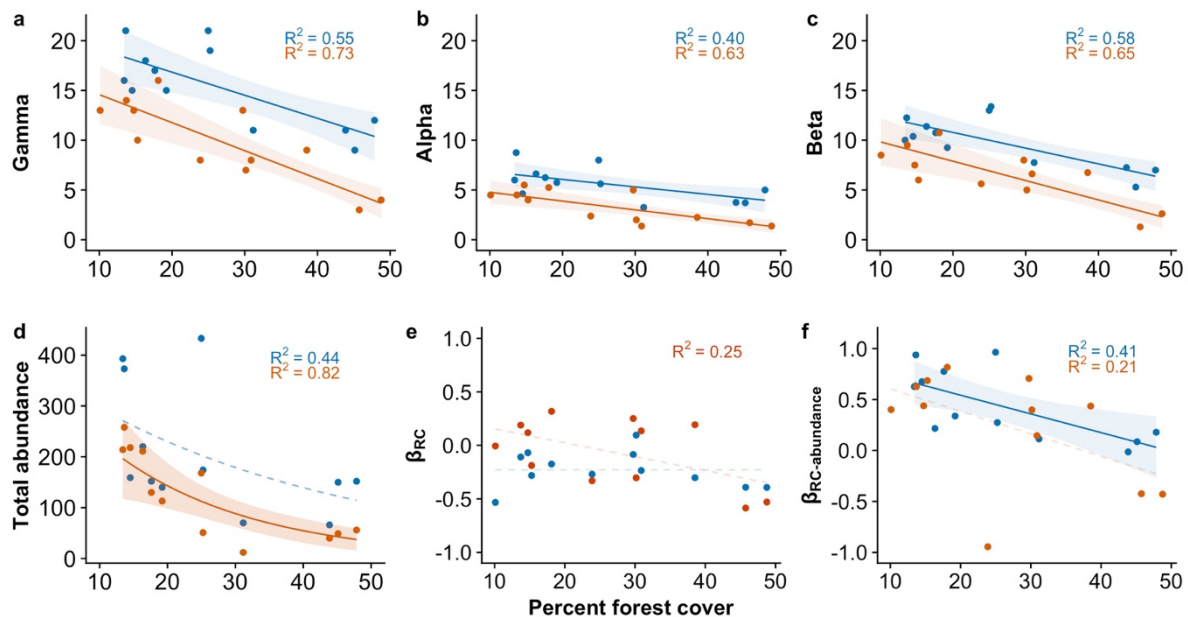 a
R² = 0.55
R² = 0.73
Gamma
20
15
10
5
0
10 20 30 40 50
b
R² = 0.40
R² = 0.63
Alpha
20
15
10
5
0
10 20 30 40 50
c
R² = 0.58
R² = 0.65
Beta
20
15
10
5
0
10 20 30 40 50
d
R² = 0.44
R² = 0.82
Total abundance
400
300
200
100
0
10 20 30 40 50
e
R² = 0.25
βRC
1.0
0.5
0.0
-0.5
-1.0
10 20 30 40 50
Percent forest cover
f
R² = 0.41
R² = 0.21
βRC-abundance
1.0
0.5
0.0
-0.5
-1.0
10 20 30 40 50